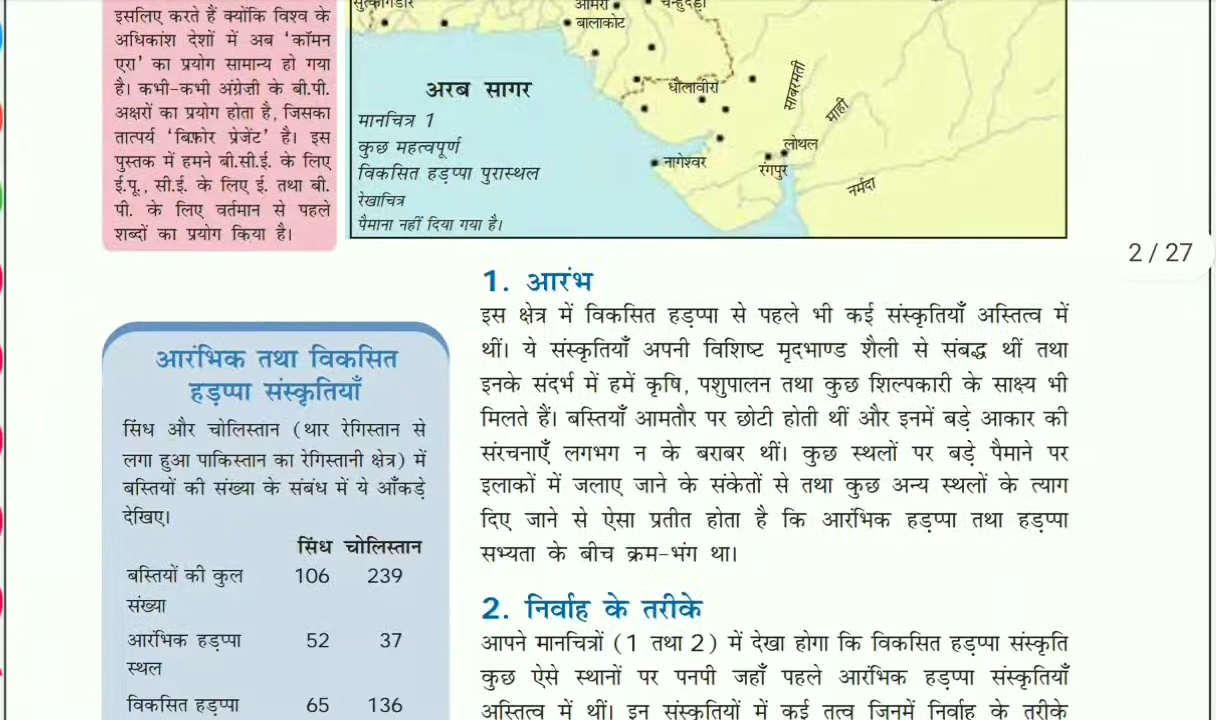 इसलिए करते हैं क्योंकि विश्व के
अधिकांश देशों में अब ‘कॉमन
एरा’ का प्रयोग सामान्य हो गया
है। कभी-कभी अंग्रेज़ी के बी.पी.
अक्षरों का प्रयोग होता है, जिसका
तात्पर्य ‘बिफ़ोर प्रेजेंट’ है। इस
पुस्तक में हमने बी.सी.ई. के लिए
ई.पू., सी.ई. के लिए ई. तथा बी.
पी. के लिए वर्तमान से पहले
शब्दों का प्रयोग किया है।
बालाकोट
धौलावीरा
साबरमती
माही
लोथल
रंगपुर
नागेश्वर
नर्मदा
अरब सागर
मानचित्र 1
कुछ महत्वपूर्ण
विकसित हड़प्पा पुरास्थल
रेखाचित्र
पैमाना नहीं दिया गया है।
2 / 27
1. आरंभ
इस क्षेत्र में विकसित हड़प्पा से पहले भी कई संस्कृतियाँ अस्तित्व में
थीं। ये संस्कृतियाँ अपनी विशिष्ट मृदभाण्ड शैली से संबद्ध थीं तथा
इनके संदर्भ में हमें कृषि, पशुपालन तथा कुछ शिल्पकारी के साक्ष्य भी
मिलते हैं। बस्तियाँ आमतौर पर छोटी होती थीं और इनमें बड़े आकार की
संरचनाएँ लगभग न के बराबर थीं। कुछ स्थलों पर बड़े पैमाने पर
इलाकों में जलाए जाने के संकेतों से तथा कुछ अन्य स्थलों के त्याग
दिए जाने से ऐसा प्रतीत होता है कि आरंभिक हड़प्पा तथा हड़प्पा
सभ्यता के बीच क्रम-भंग था।
2. निर्वाह के तरीके
आपने मानचित्रों (1 तथा 2) में देखा होगा कि विकसित हड़प्पा संस्कृति
कुछ ऐसे स्थानों पर पनपी जहाँ पहले आरंभिक हड़प्पा संस्कृतियाँ
अस्तित्व में थीं। इन संस्कृतियों में कई तत्व जिनमें निर्वाह के तरीके
आरंभिक तथा विकसित
हड़प्पा संस्कृतियाँ
सिंध और चोलिस्तान (थार रेगिस्तान से
लगा हुआ पाकिस्तान का रेगिस्तानी क्षेत्र) में
बस्तियों की संख्या के संबंध में ये आँकड़े
देखिए।
सिंध चोलिस्तान
बस्तियों की कुल 106 239
संख्या
आरंभिक हड़प्पा 52 37
स्थल
विकसित हड़प्पा 65 136